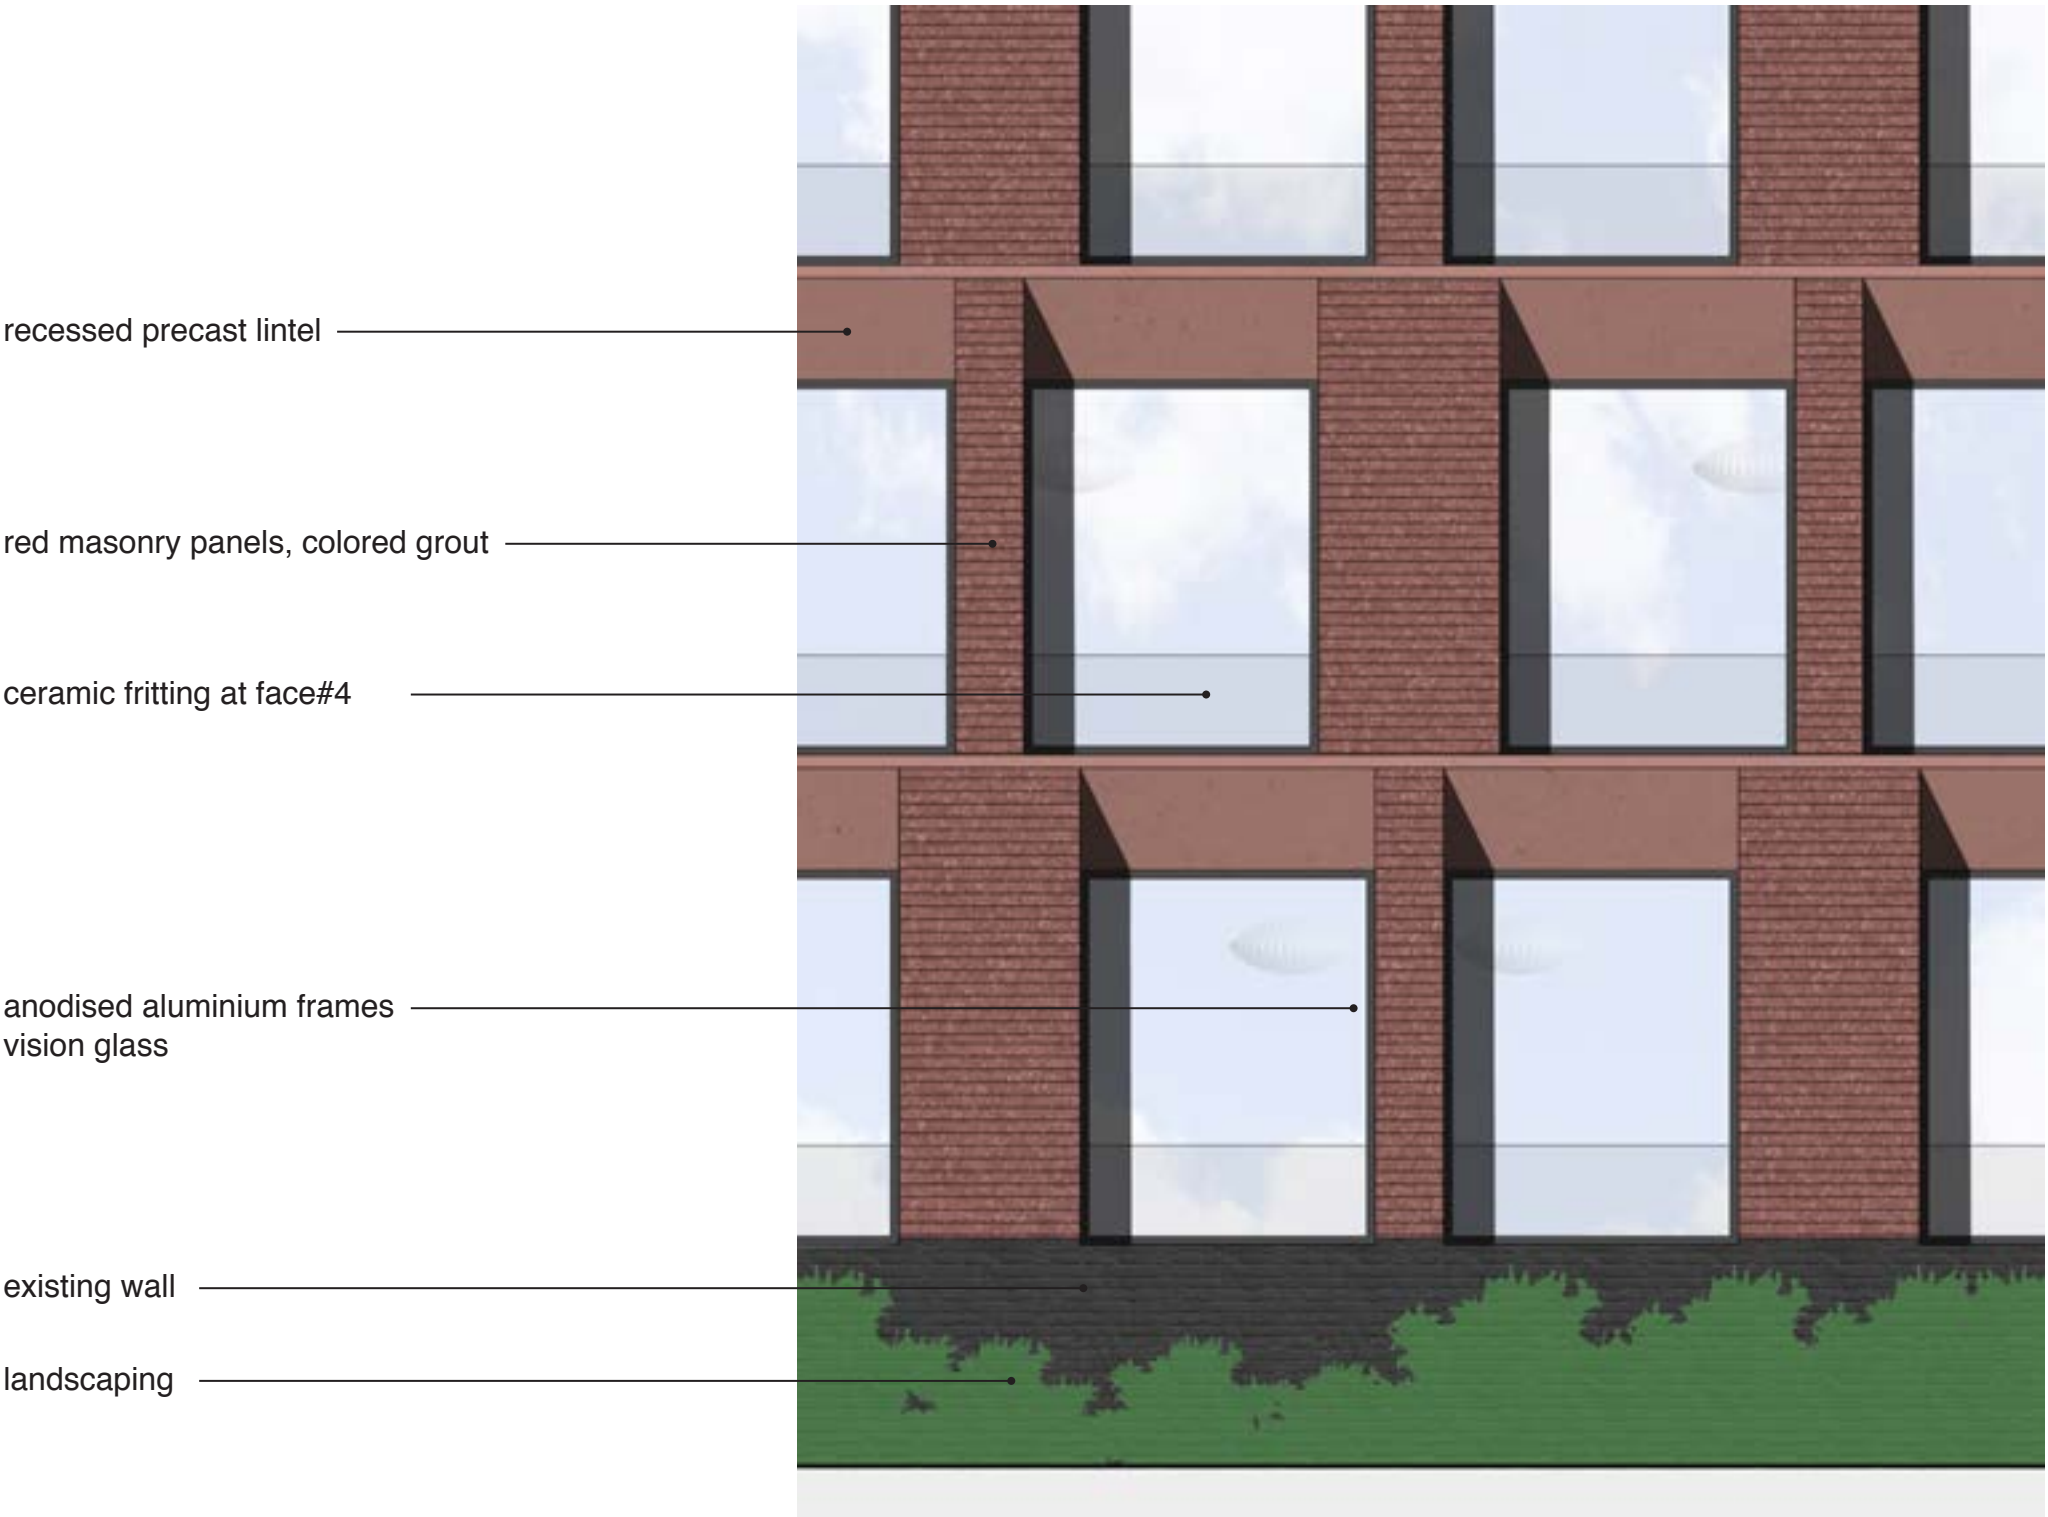 recessed precast lintel
red masonry panels, colored grout
ceramic fritting at face#4
anodised aluminium frames
vision glass
existing wall
landscaping